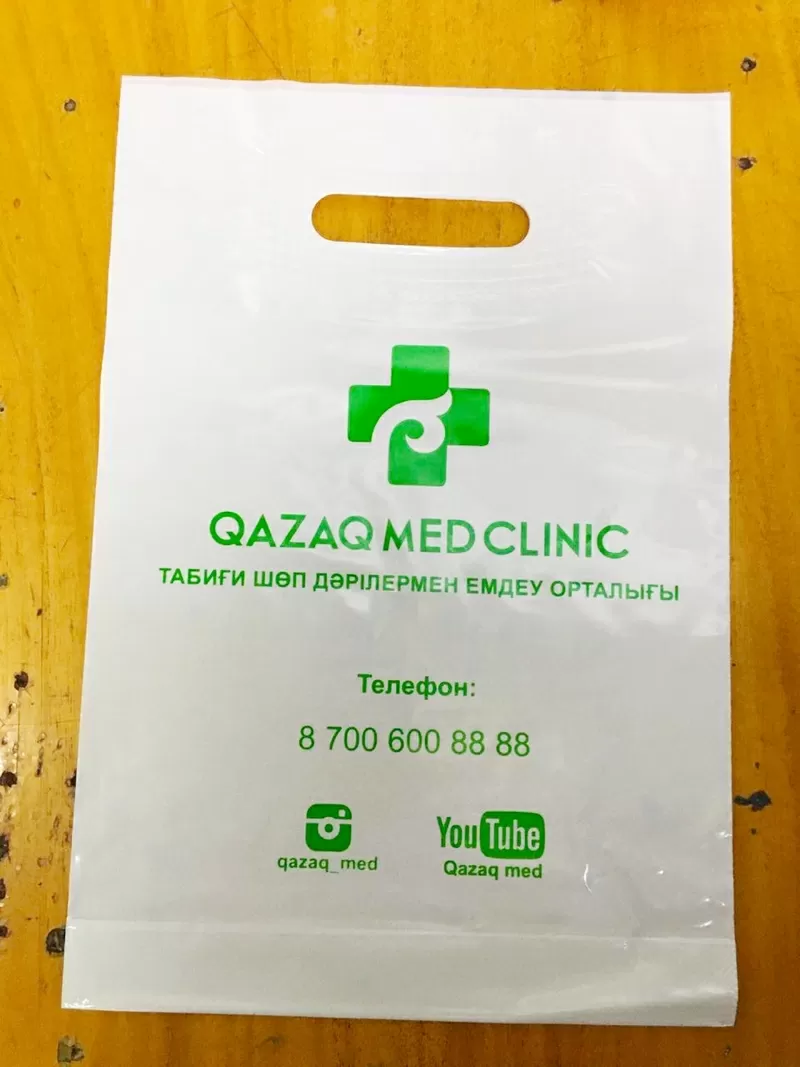 QAZAQ MED CLINIC
ТАБИҒИ ШӨП ДӘРІЛЕРМЕН ЕМДЕУ ОРТАЛЫҒЫ
Телефон:
8 700 600 88 88
YouTube
qazaq_med
Qazaq med